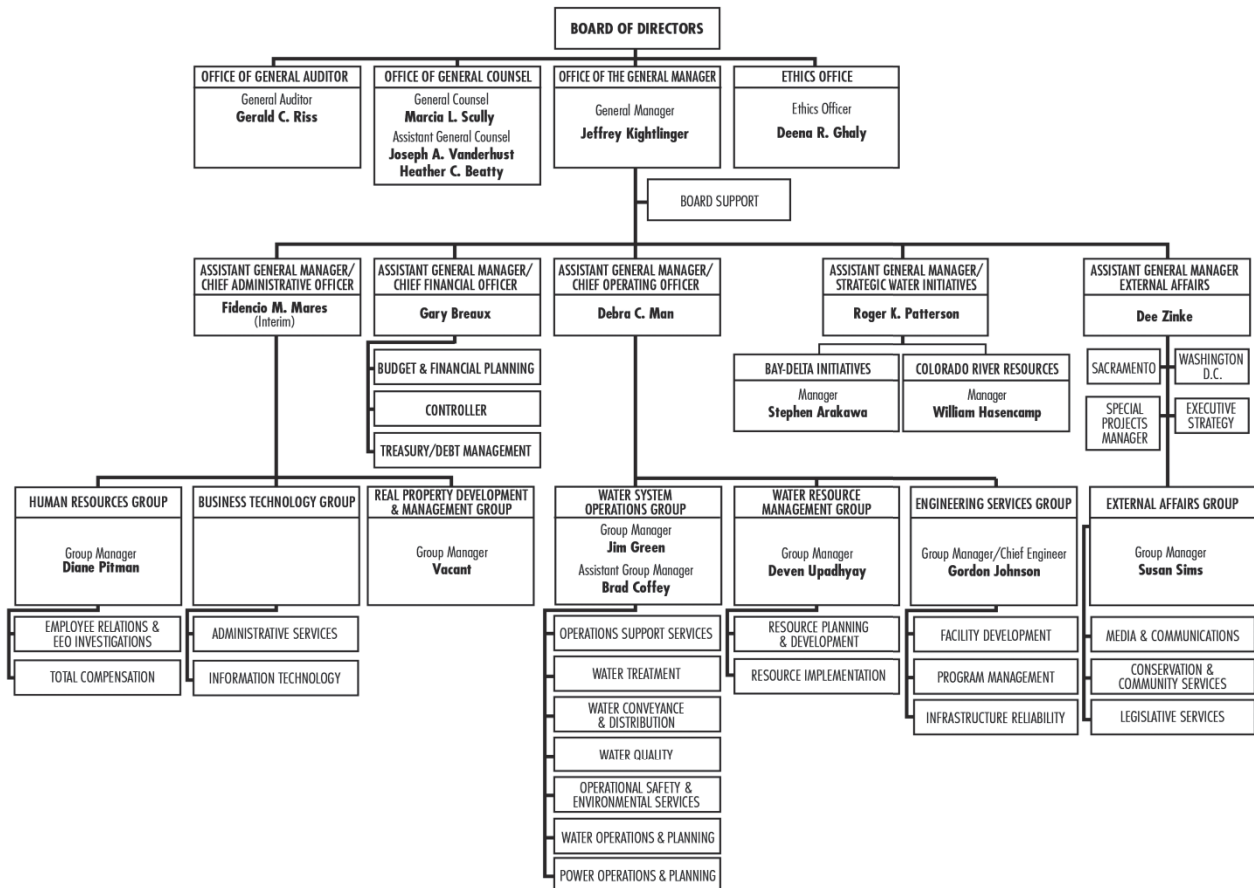 BOARD OF DIRECTORS
OFFICE OF GENERAL AUDITOR
General Auditor
Gerald C. Riss
OFFICE OF GENERAL COUNSEL
General Counsel
Marcia L. Scully
Assistant General Counsel
Joseph A. Vanderhust
Heather C. Beatty
OFFICE OF THE GENERAL MANAGER
General Manager
Jeffrey Kightlinger
ETHICS OFFICE
Ethics Officer
Deena R. Ghaly
BOARD SUPPORT
ASSISTANT GENERAL MANAGER/
CHIEF ADMINISTRATIVE OFFICER
Fidencio M. Mares
(Interim)
ASSISTANT GENERAL MANAGER/
CHIEF FINANCIAL OFFICER
Gary Breaux
ASSISTANT GENERAL MANAGER/
CHIEF OPERATING OFFICER
Debra C. Man
ASSISTANT GENERAL MANAGER/
STRATEGIC WATER INITIATIVES
Roger K. Patterson
ASSISTANT GENERAL MANAGER
EXTERNAL AFFAIRS
Dee Zinke
BUDGET & FINANCIAL PLANNING
CONTROLLER
TREASURY/DEBT MANAGEMENT
BAY-DELTA INITIATIVES
Manager
Stephen Arakawa
COLORADO RIVER RESOURCES
Manager
William Hasencamp
SACRAMENTO
WASHINGTON
D.C.
SPECIAL
PROJECTS
MANAGER
EXECUTIVE
STRATEGY
HUMAN RESOURCES GROUP
Group Manager
Diane Pitman
BUSINESS TECHNOLOGY GROUP
REAL PROPERTY DEVELOPMENT
& MANAGEMENT GROUP
Group Manager
Vacant
WATER SYSTEM
OPERATIONS GROUP
Group Manager
Jim Green
Assistant Group Manager
Brad Coffey
WATER RESOURCE
MANAGEMENT GROUP
Group Manager
Deven Upadhyay
ENGINEERING SERVICES GROUP
Group Manager/Chief Engineer
Gordon Johnson
EXTERNAL AFFAIRS GROUP
Group Manager
Susan Sims
EMPLOYEE RELATIONS &
EEO INVESTIGATIONS
TOTAL COMPENSATION
ADMINISTRATIVE SERVICES
INFORMATION TECHNOLOGY
OPERATIONS SUPPORT SERVICES
WATER TREATMENT
WATER CONVEYANCE
& DISTRIBUTION
WATER QUALITY
OPERATIONAL SAFETY &
ENVIRONMENTAL SERVICES
WATER OPERATIONS & PLANNING
POWER OPERATIONS & PLANNING
RESOURCE PLANNING
& DEVELOPMENT
RESOURCE IMPLEMENTATION
FACILITY DEVELOPMENT
PROGRAM MANAGEMENT
INFRASTRUCTURE RELIABILITY
MEDIA & COMMUNICATIONS
CONSERVATION &
COMMUNITY SERVICES
LEGISLATIVE SERVICES